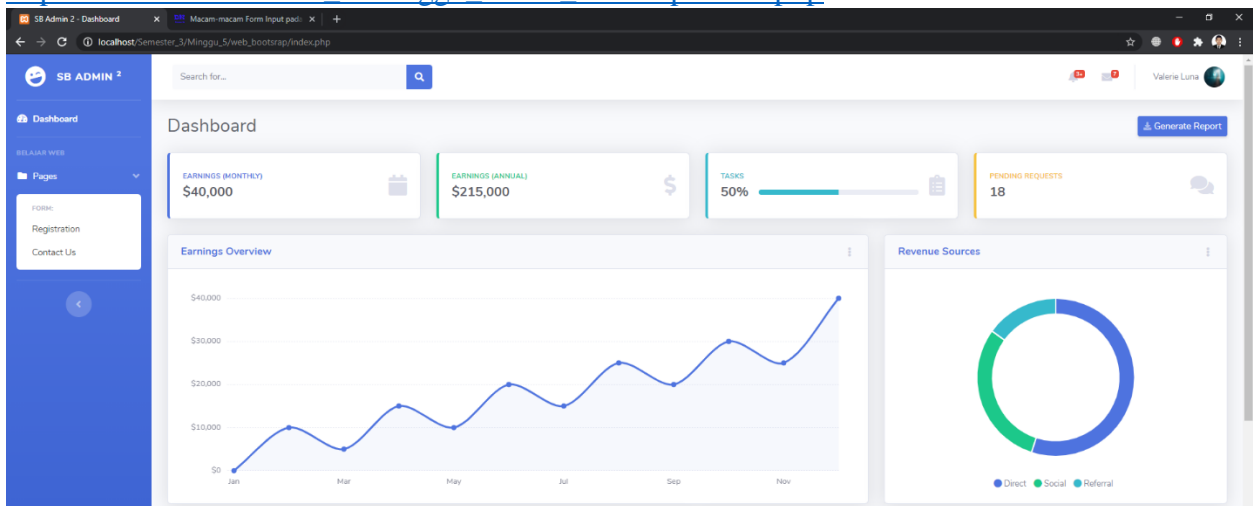 SB Admin 2 - Dashboard
Macam-macam Form Input pada
localhost/Semester_3/Minggu_5/web_bootsrap/index.php
SB ADMIN 2
Search for...
3+
7
Valerie Luna
Dashboard
Dashboard
Generate Report
BELAJAR WEB
Pages
FORM:
Registration
Contact Us
EARNINGS (MONTHLY)
$40,000
EARNINGS (ANNUAL)
$215,000
TASKS
50%
PENDING REQUESTS
18
Earnings Overview
$40,000
$30,000
$20,000
$10,000
$0
Jan Mar May Jul Sep Nov
Revenue Sources
Direct Social Referral